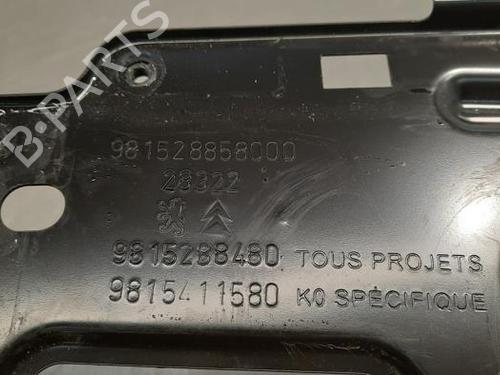 B-PARTS
981528858000
28322
9815288480 TOUS PROJETS
9815411580 K0 SPÉCIFIQUE